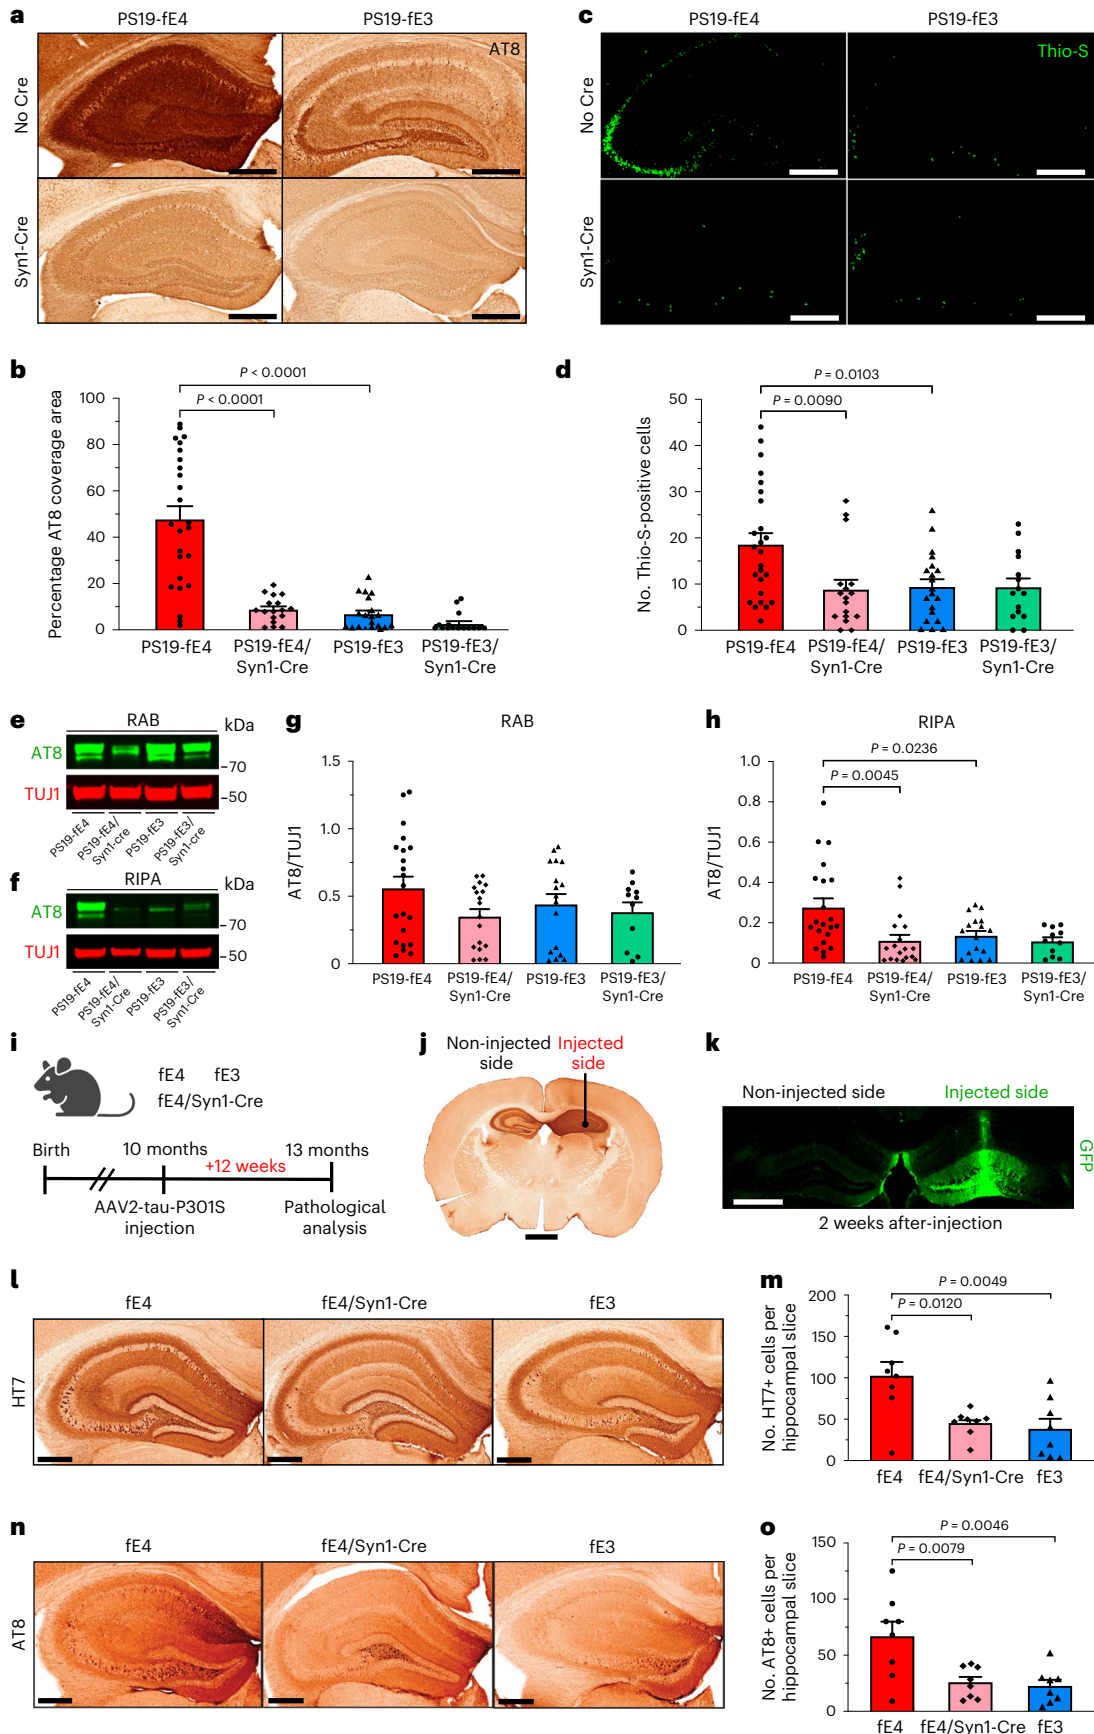 a
PS19-fE4
PS19-fE3
No Cre
AT8
Syn1-Cre
c
PS19-fE4
PS19-fE3
No Cre
Thio-S
Syn1-Cre
b
Percentage AT8 coverage area
P < 0.0001
P < 0.0001
100
80
60
40
20
0
PS19-fE4
PS19-fE4/
Syn1-Cre
PS19-fE3
PS19-fE3/
Syn1-Cre
d
No. Thio-S-positive cells
P = 0.0103
P = 0.0090
50
40
30
20
10
0
PS19-fE4
PS19-fE4/
Syn1-Cre
PS19-fE3
PS19-fE3/
Syn1-Cre
e
RAB
kDa
AT8
70
TUJ1
50
PS19-fE4
PS19-fE4/
Syn1-cre
PS19-fE3
PS19-fE3/
Syn1-cre
f
RIPA
kDa
AT8
70
TUJ1
50
PS19-fE4
PS19-fE4/
Syn1-Cre
PS19-fE3
PS19-fE3/
Syn1-Cre
g
RAB
AT8/TUJ1
1.5
1.0
0.5
0
PS19-fE4
PS19-fE4/
Syn1-Cre
PS19-fE3
PS19-fE3/
Syn1-Cre
h
RIPA
AT8/TUJ1
P = 0.0236
P = 0.0045
1.0
0.8
0.6
0.4
0.2
0
PS19-fE4
PS19-fE4/
Syn1-Cre
PS19-fE3
PS19-fE3/
Syn1-Cre
i
fE4 fE3
fE4/Syn1-Cre
Birth
10 months
13 months
+12 weeks
AAV2-tau-P301S
injection
Pathological
analysis
j
Non-injected
side
Injected
side
k
Non-injected side
Injected side
GFP
2 weeks after-injection
l
fE4
fE4/Syn1-Cre
fE3
HT7
m
No. HT7+ cells per
hippocampal slice
P = 0.0049
P = 0.0120
200
150
100
50
0
fE4
fE4/Syn1-Cre
fE3
n
fE4
fE4/Syn1-Cre
fE3
AT8
o
No. AT8+ cells per
hippocampal slice
P = 0.0046
P = 0.0079
150
100
50
0
fE4
fE4/Syn1-Cre
fE3